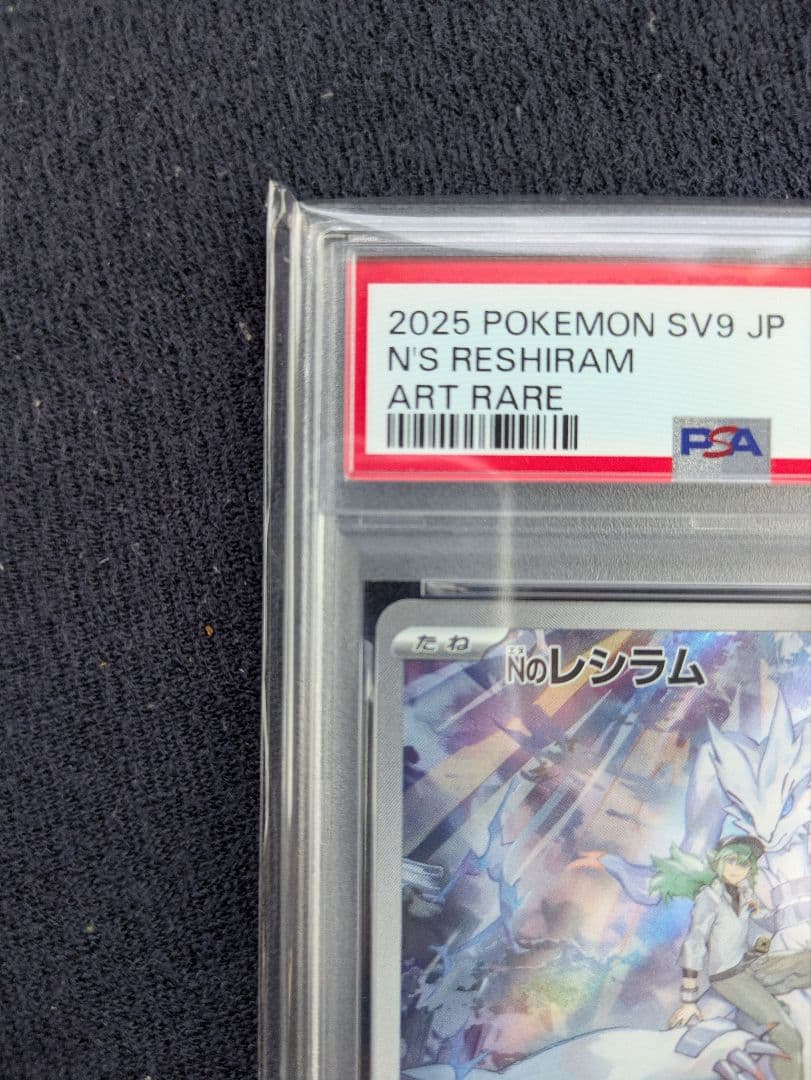 2025 POKEMON SV9 JP
N'S RESHIRAM
ART RARE
PSA
たね
Nのレシラム